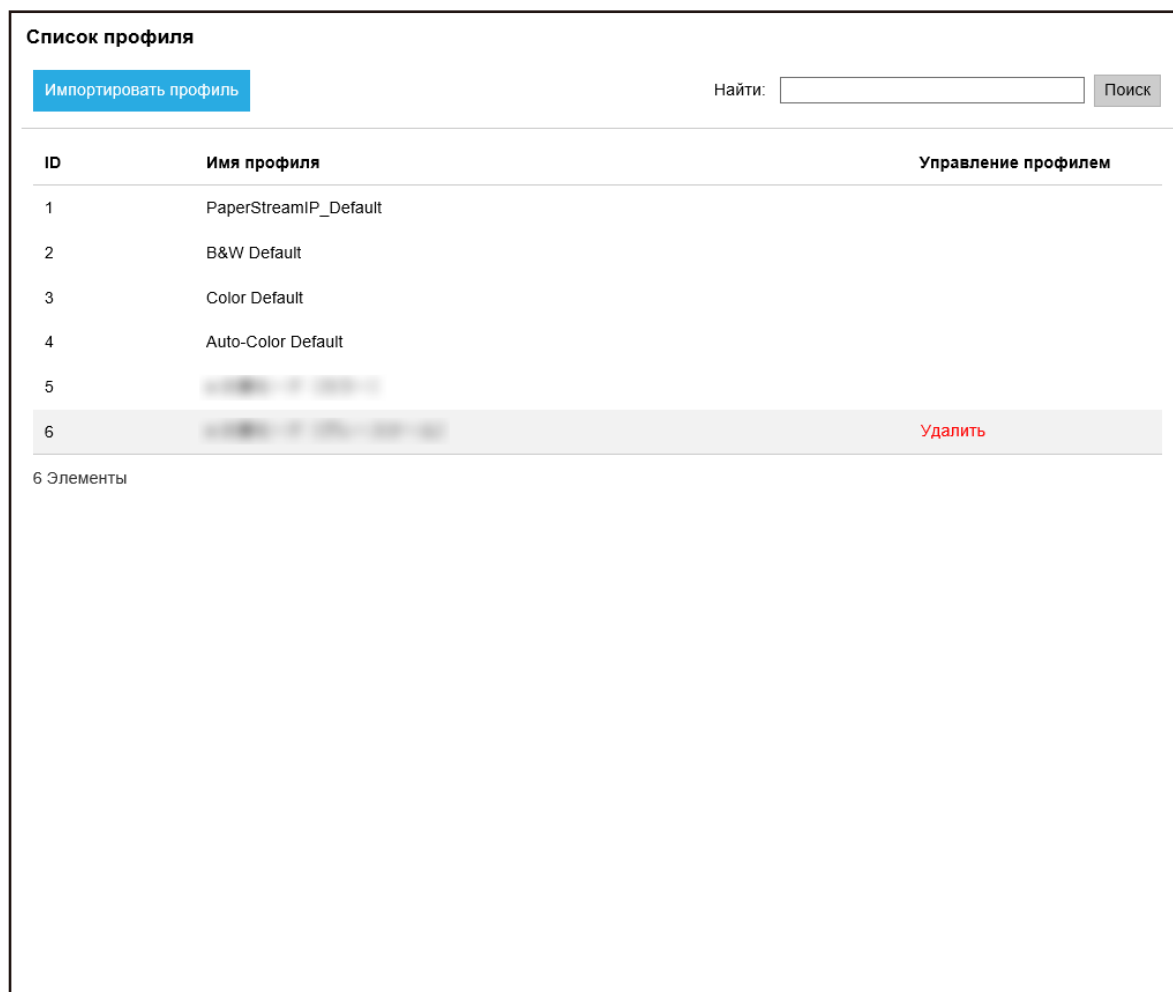 Список профиля
Импортировать профиль Найти: Поиск
ID Имя профиля Управление профилем
1 PaperStreamIP_Default
2 B&W Default
3 Color Default
4 Auto-Color Default
5
6 Удалить
6 Элементы